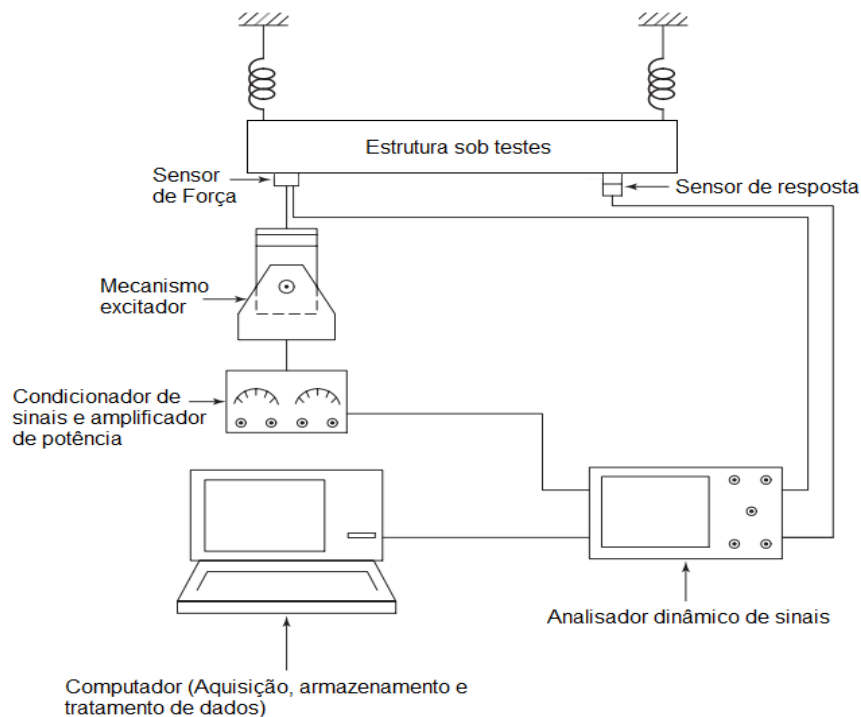 Estrutura sob testes
Sensor
de Força
Sensor de resposta
Mecanismo
excitador
Condicionador de
sinais e amplificador
de potência
Analisador dinâmico de sinais
Computador (Aquisição, armazenamento e
tratamento de dados)